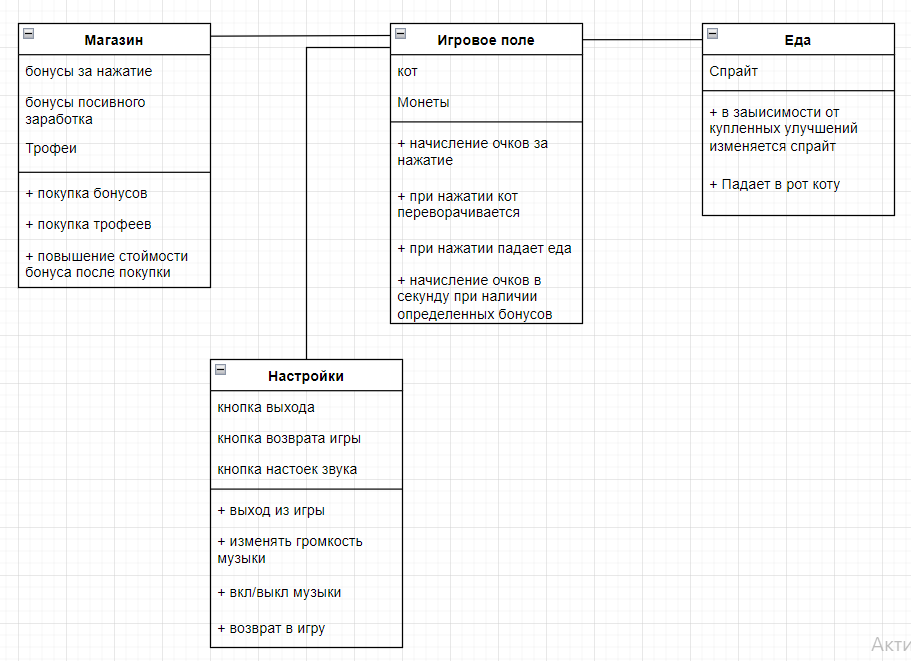 Магазин
бонусы за нажатие
бонусы посивного
заработка
Трофеи
+ покупка бонусов
+ покупка трофеев
+ повышение стоймости
бонуса после покупки
Игровое поле
кот
Монеты
+ начисление очков за
нажатие
+ при нажатии кот
переворачивается
+ при нажатии падает еда
+ начисление очков в
секунду при наличии
определенных бонусов
Еда
Спрайт
+ в заыисимости от
купленных улучшений
изменяется спрайт
+ Падает в рот коту
Настройки
кнопка выхода
кнопка возврата игры
кнопка настоек звука
+ выход из игры
+ изменять громкость
музыки
+ вкл/выкл музыки
+ возврат в игру
Акти